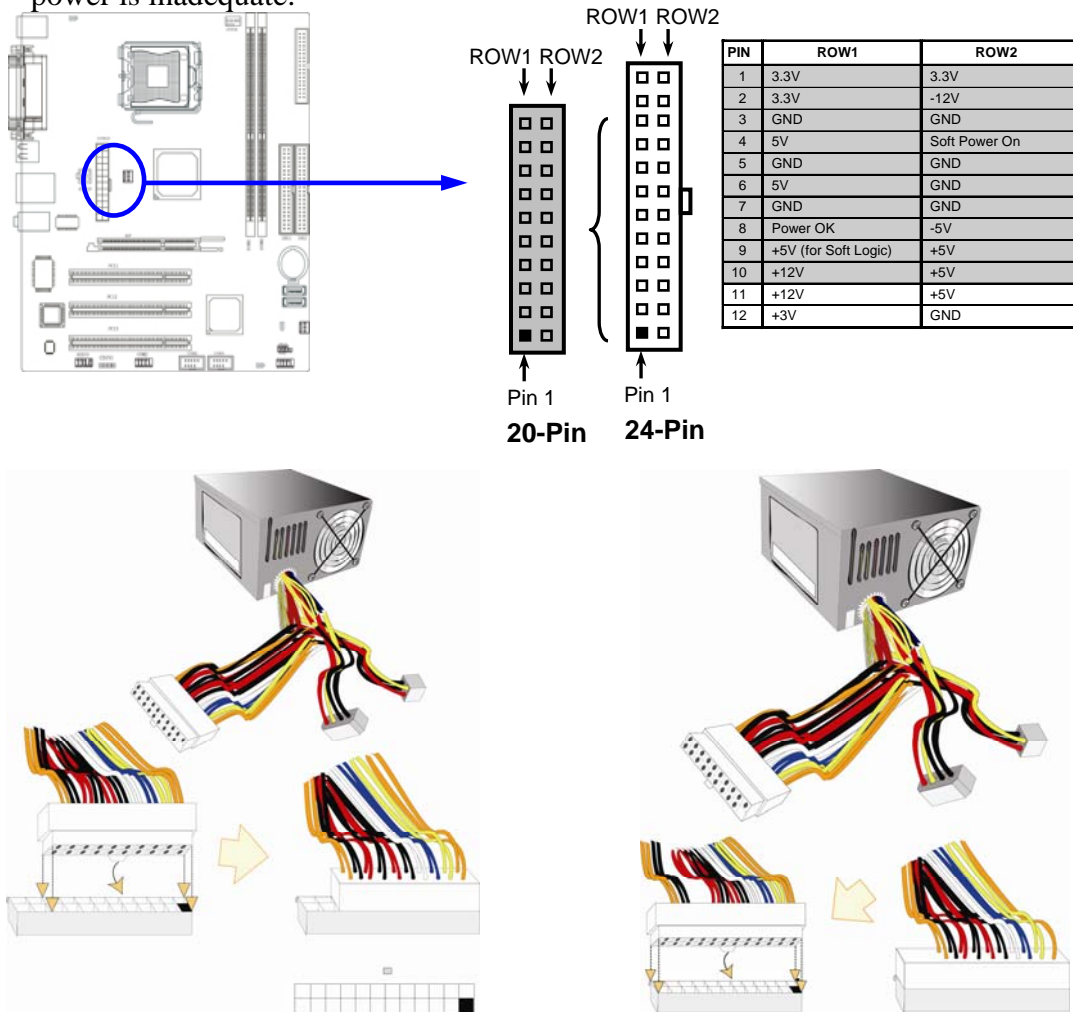 power is inadequate.
ROW1 ROW2
ROW1 ROW2
Pin 1
Pin 1
20-Pin
24-Pin
PIN ROW1 ROW2
1 3.3V 3.3V
2 3.3V -12V
3 GND GND
4 5V Soft Power On
5 GND GND
6 5V GND
7 GND GND
8 Power OK -5V
9 +5V (for Soft Logic) +5V
10 +12V +5V
11 +12V +5V
12 +3V GND